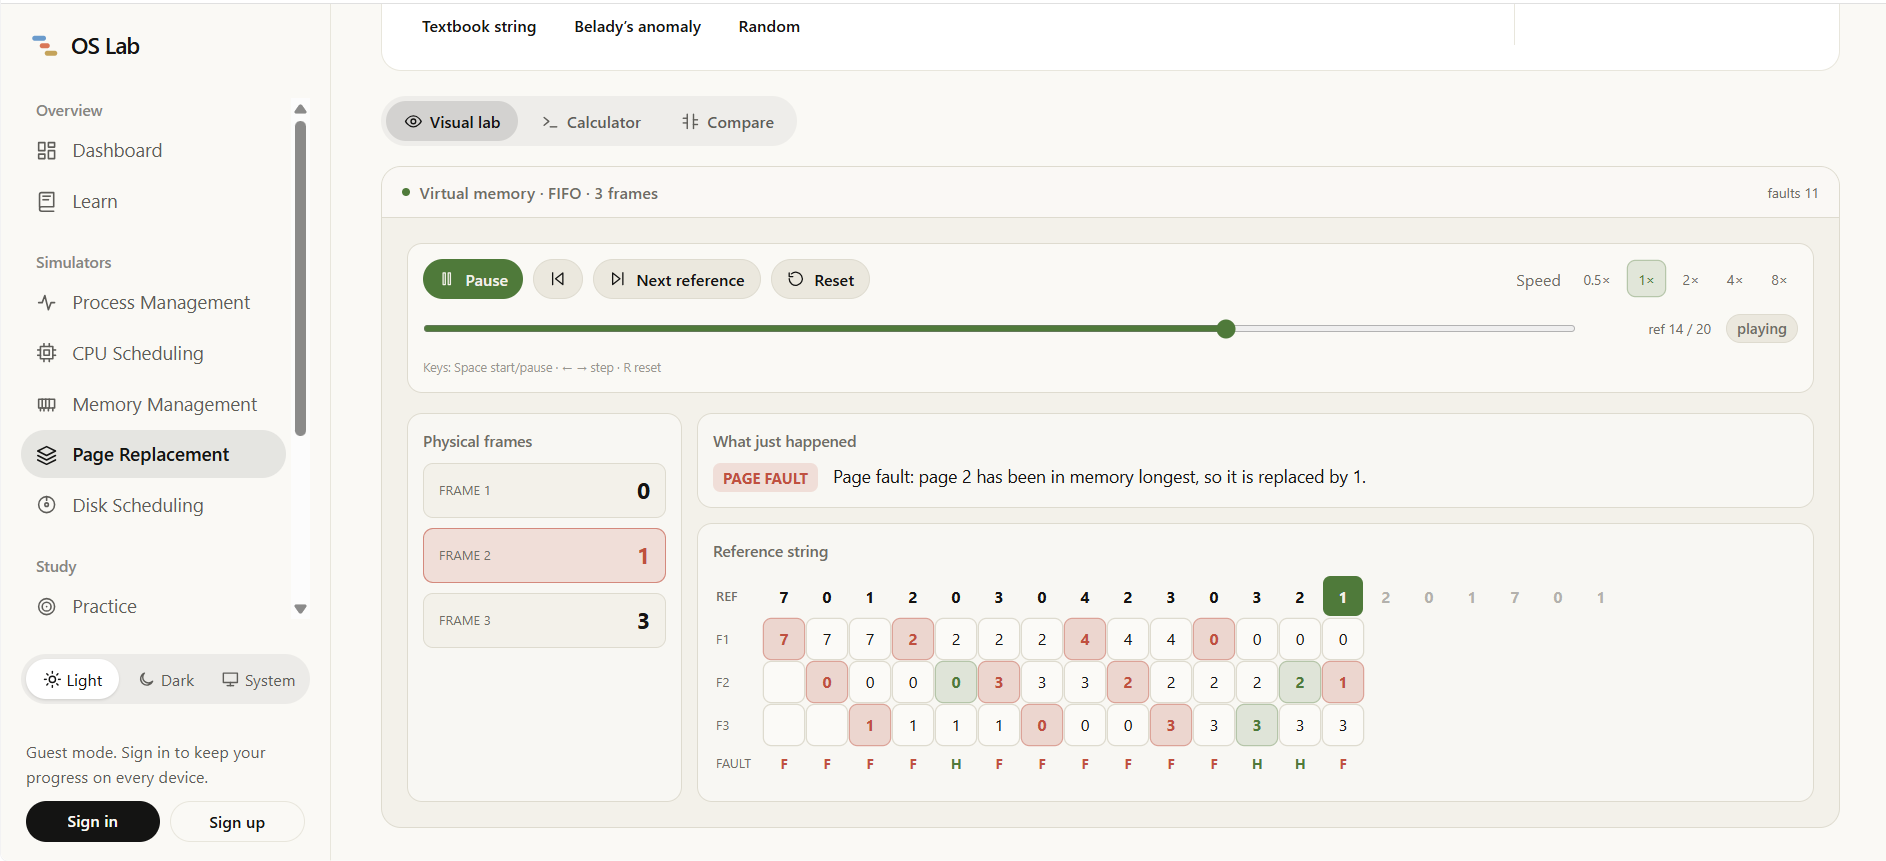 OS Lab
Overview
Dashboard
Learn
Simulators
Process Management
CPU Scheduling
Memory Management
Page Replacement
Disk Scheduling
Study
Practice
Light Dark System
Guest mode. Sign in to keep your
progress on every device.
Sign in Sign up
Textbook string Belady’s anomaly Random
Visual lab Calculator Compare
Virtual memory · FIFO · 3 frames faults 11
Pause Next reference Reset Speed 0.5× 1× 2× 4× 8×
ref 14 / 20 playing
Keys: Space start/pause · ← → step · R reset
Physical frames
FRAME 1 0
FRAME 2 1
FRAME 3 3
What just happened
PAGE FAULT Page fault: page 2 has been in memory longest, so it is replaced by 1.
Reference string
REF 7 0 1 2 0 3 0 4 2 3 0 3 2 1 2 0 1 7 0 1
F1 7 7 7 2 2 2 2 4 4 4 0 0 0 0
F2 0 0 0 0 3 3 3 2 2 2 2 2 1
F3 1 1 1 1 0 0 0 3 3 3 3 3
FAULT F F F F H F F F F F F H H F